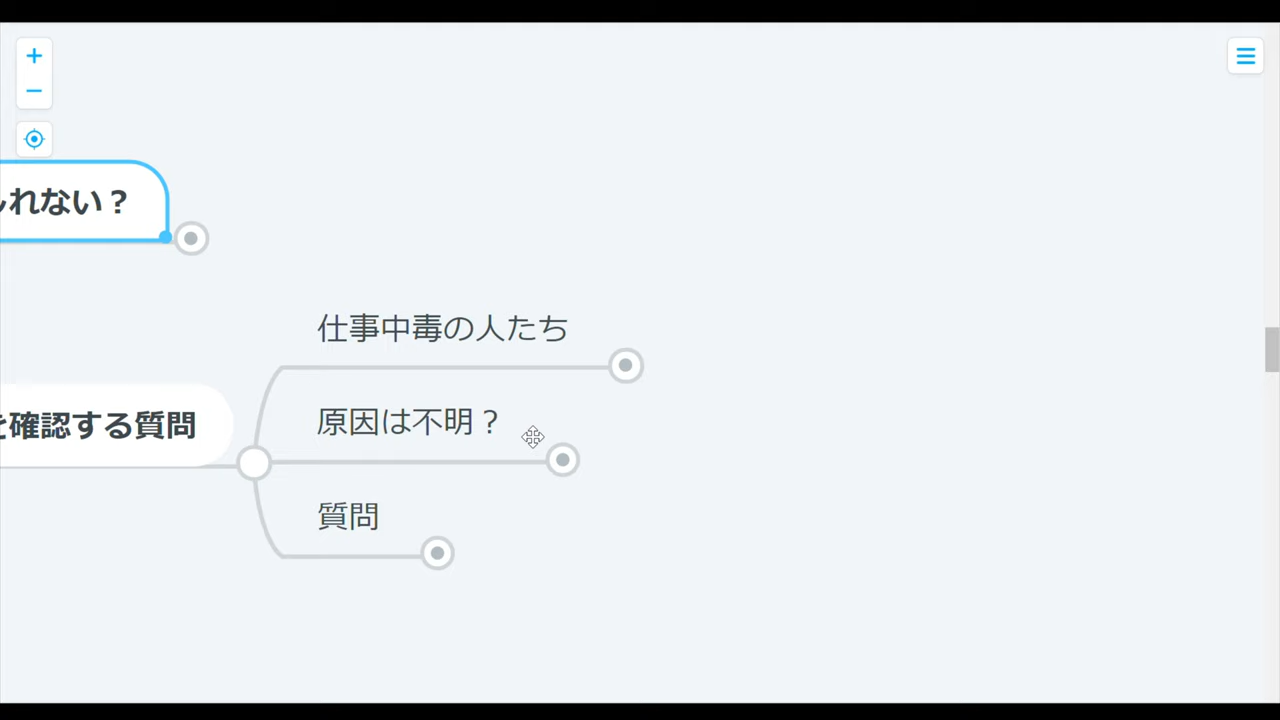 れない？
仕事中毒の人たち
原因は不明？
を確認する質問
質問